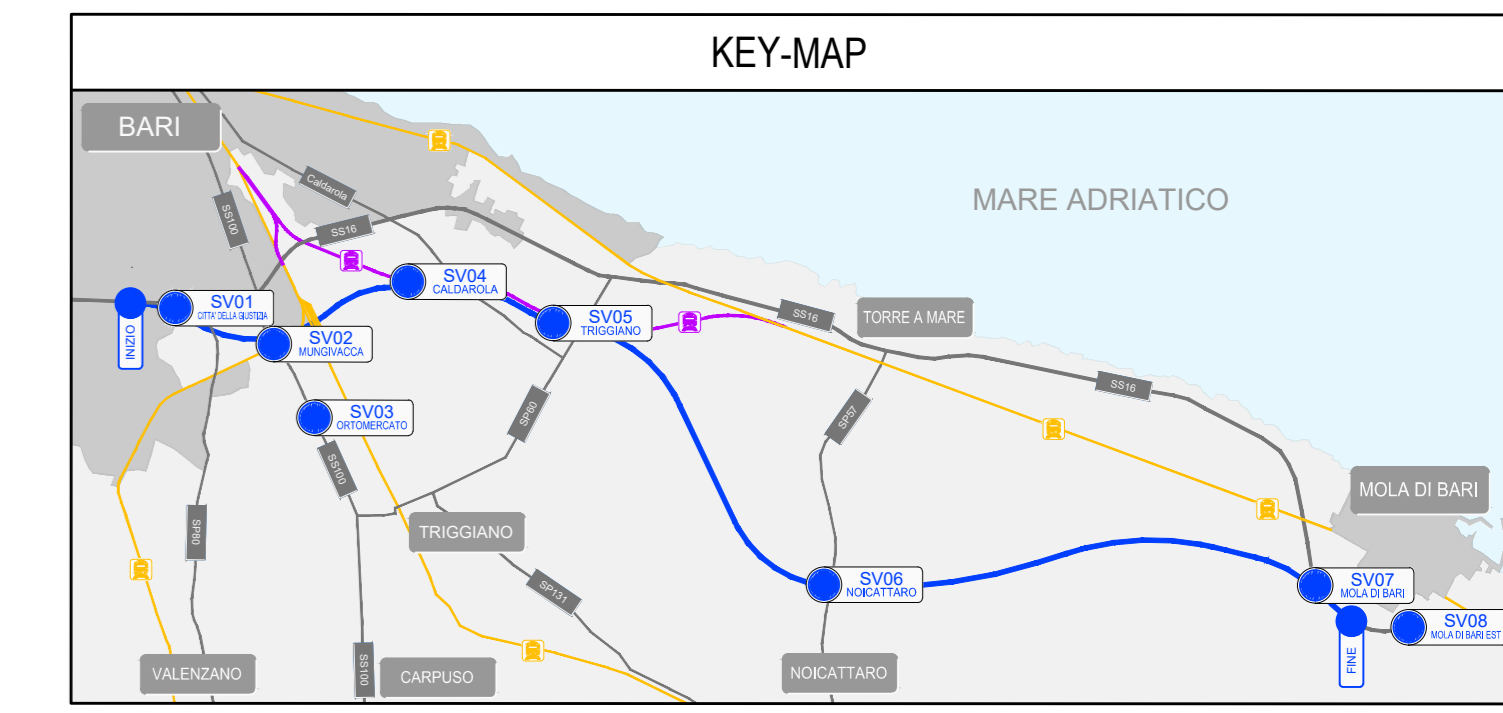 KEY-MAP
BARI
MARE ADRIATICO
Caldarola
SS100
SS16
SV04
CALDAROLA
SV01
CITTA' DELLA GIUSTIZIA
INIZIO
SV02
MUNGIVACCA
SV05
TRIGGIANO
SS16
TORRE A MARE
SS16
SV03
ORTOMERCATO
SP60
SP57
SS100
MOLA DI BARI
SP80
TRIGGIANO
SP131
SV06
NOICATTARO
SV07
MOLA DI BARI
SV08
MOLA DI BARI EST
FINE
VALENZANO
SS100
CARPUSO
NOICATTARO